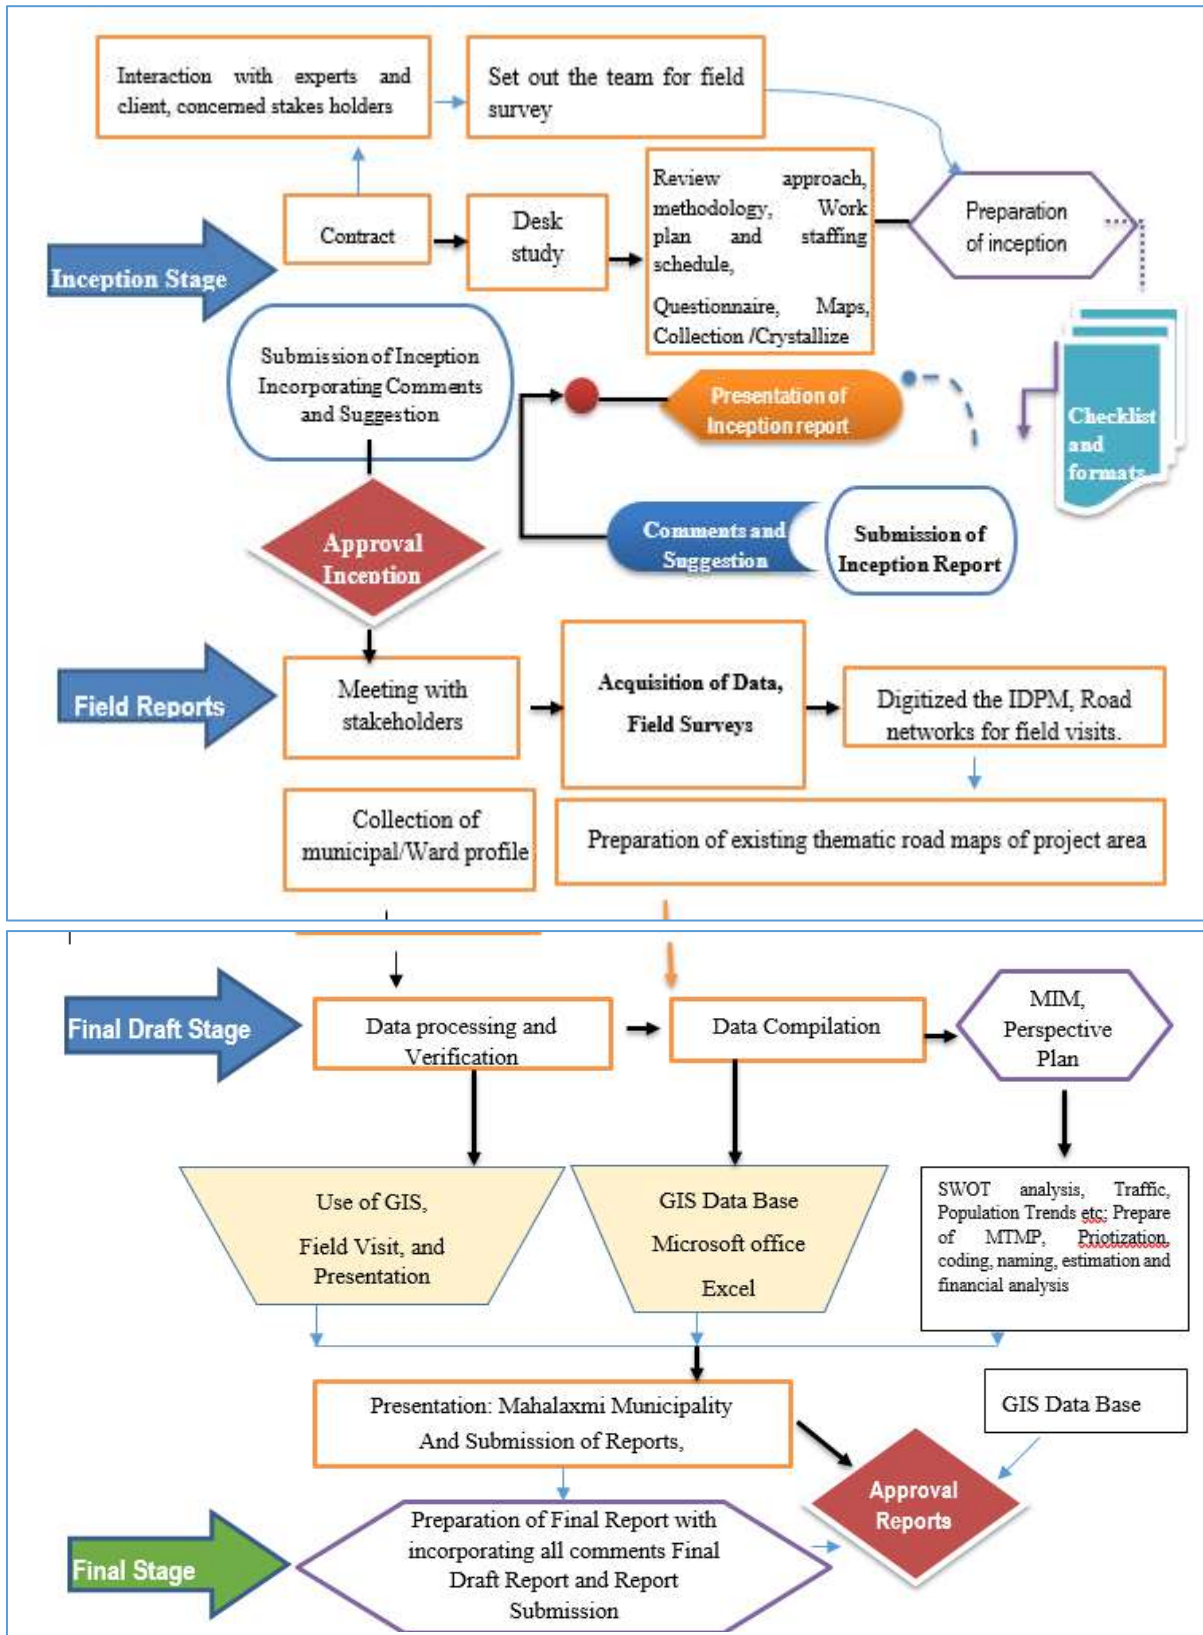 Interaction with experts and
client, concerned stakes holders
Set out the team for field
survey
Review approach,
methodology, Work
plan and staffing
schedule,
Questionnaire, Maps,
Collection /Crystallize
Preparation
of inception
Contract
Desk
study
Inception Stage
Submission of Inception
Incorporating Comments
and Suggestion
Presentation of
Inception report
Checklist
and
formats
Approval
Inception
Comments and
Suggestion
Submission of
Inception Report
Field Reports
Meeting with
stakeholders
Acquisition of Data,
Field Surveys
Digitized the IDPM, Road
networks for field visits.
Collection of
municipal/Ward profile
Preparation of existing thematic road maps of project area
Final Draft Stage
Data processing and
Verification
Data Compilation
MIM,
Perspective
Plan
Use of GIS,
Field Visit, and
Presentation
GIS Data Base
Microsoft office
Excel
SWOT analysis, Traffic,
Population Trends etc; Prepare
of MTMP, Priotization,
coding, naming, estimation and
financial analysis
Presentation: Mahalaxmi Municipality
And Submission of Reports,
GIS Data Base
Approval
Reports
Final Stage
Preparation of Final Report with
incorporating all comments Final
Draft Report and Report
Submission